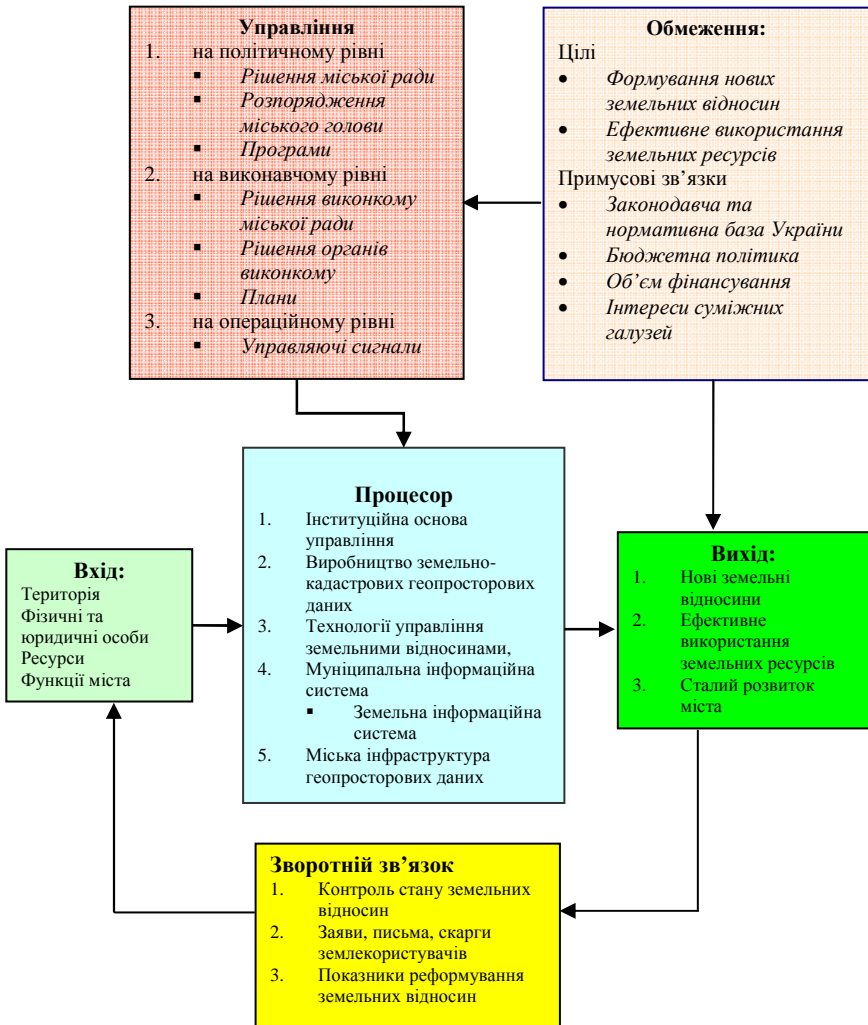 Управління
1. на політичному рівні
▪ Рішення міської ради
▪ Розпорядження
міського голови
▪ Програми
2. на виконавчому рівні
▪ Рішення виконкому
міської ради
▪ Рішення органів
виконкому
▪ Плани
3. на операційному рівні
▪ Управляючі сигнали
Обмеження:
Цілі
• Формування нових
земельних відносин
• Ефективне використання
земельних ресурсів
Примусові зв’язки
• Законодавча та
нормативна база України
• Бюджетна політика
• Об’єм фінансування
• Інтереси суміжних
галузей
Вхід:
Територія
Фізичні та
юридичні особи
Ресурси
Функції міста
Процесор
1. Інституційна основа
управління
2. Виробництво земельно-
кадастрових геопросторових
даних
3. Технології управління
земельними відносинами,
4. Муніципальна інформаційна
система
▪ Земельна інформаційна
система
5. Міська інфраструктура
геопросторових даних
Вихід:
1. Нові земельні
відносини
2. Ефективне
використання
земельних ресурсів
3. Сталий розвиток
міста
Зворотній зв’язок
1. Контроль стану земельних
відносин
2. Заяви, письма, скарги
землекористувачів
3. Показники реформування
земельних відносин